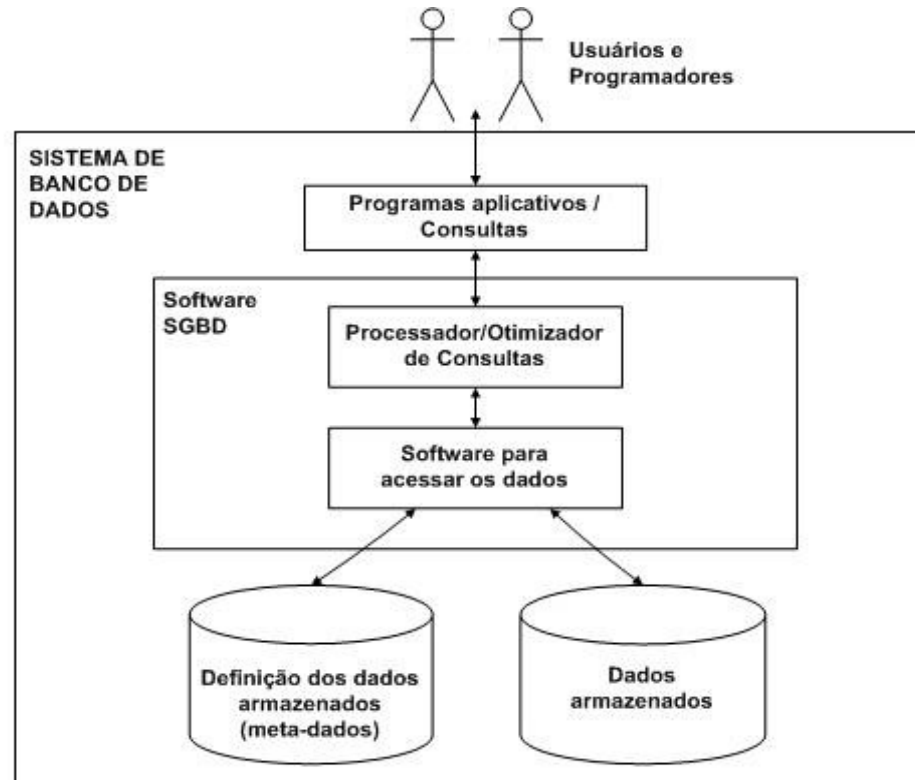 Usuários e
Programadores
SISTEMA DE
BANCO DE
DADOS
Programas aplicativos /
Consultas
Software
SGBD
Processador/Otimizador
de Consultas
Software para
acessar os dados
Definição dos dados
armazenados
(meta-dados)
Dados
armazenados